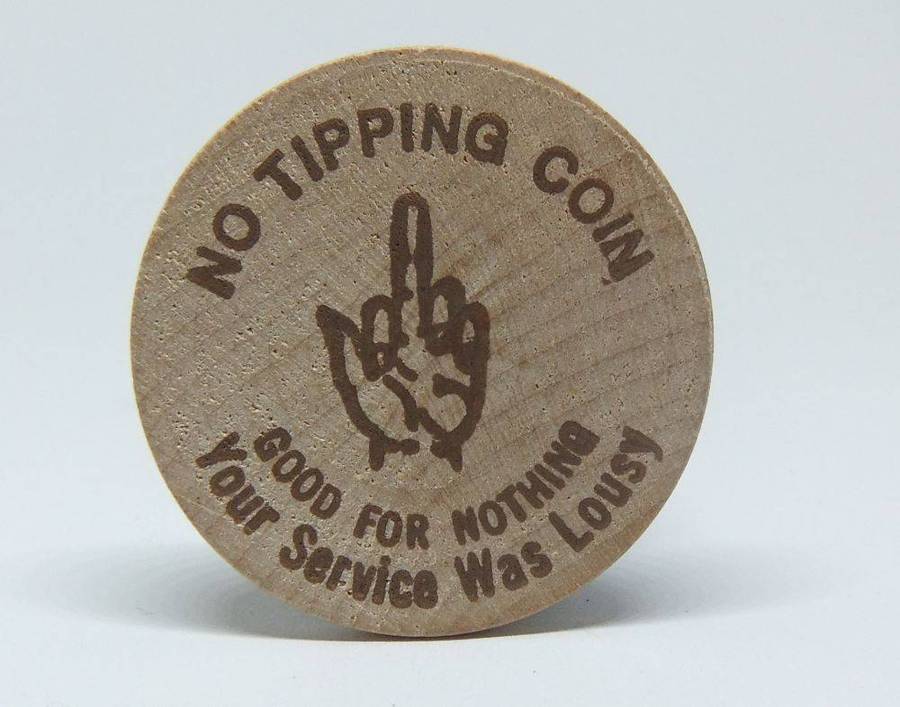 NO TIPPING COIN
GOOD FOR NOTHING
Your Service Was Lousy